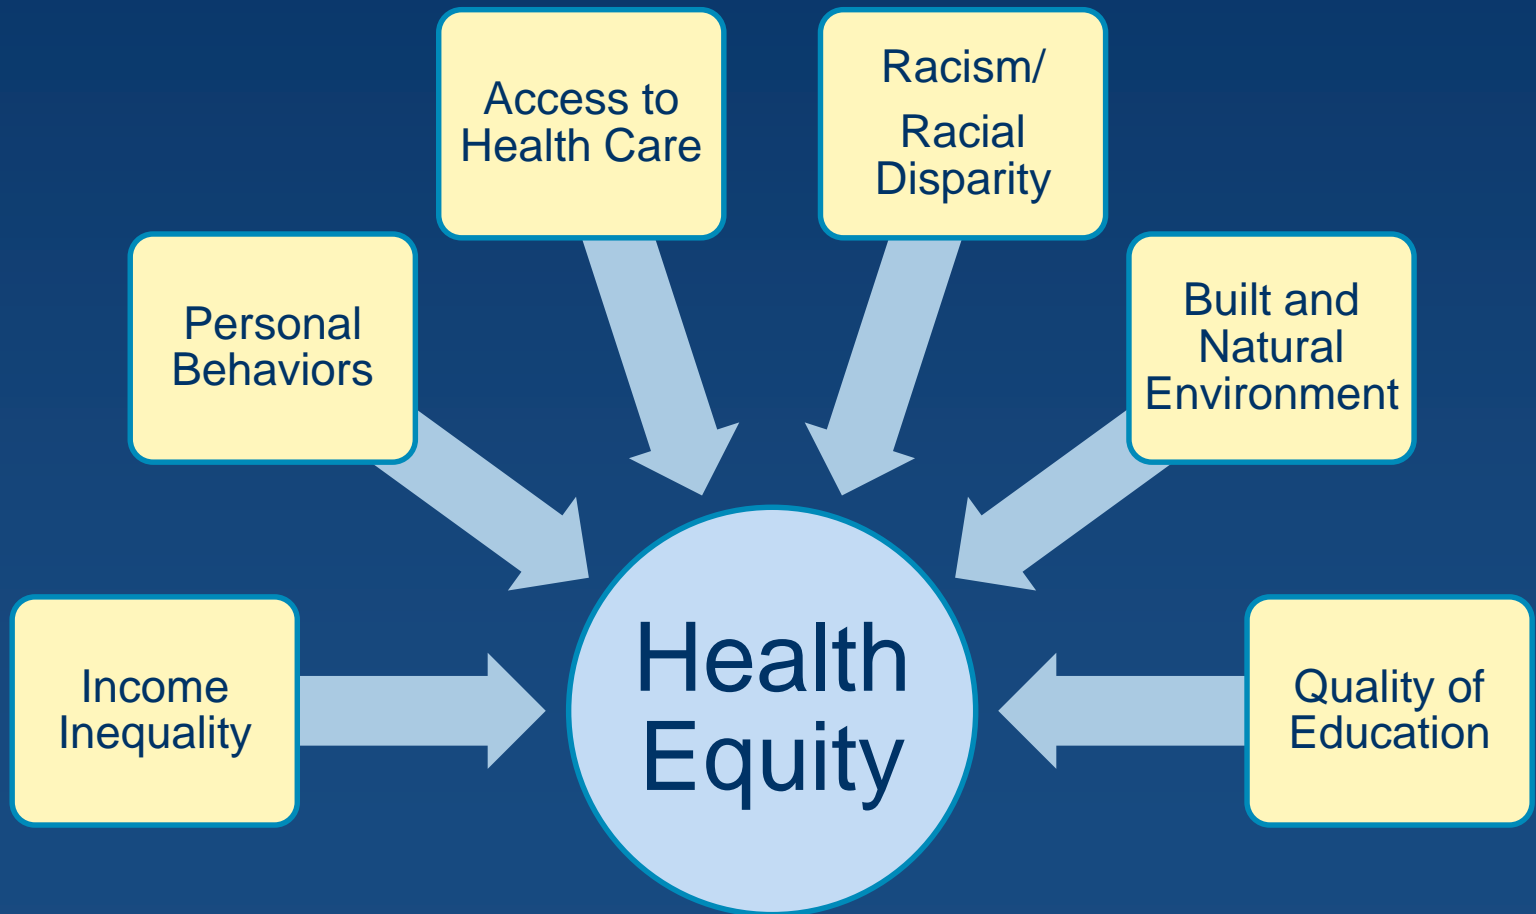 Access to
Health Care
Racism/
Racial
Disparity
Personal
Behaviors
Built and
Natural
Environment
Income
Inequality
Health
Equity
Quality of
Education